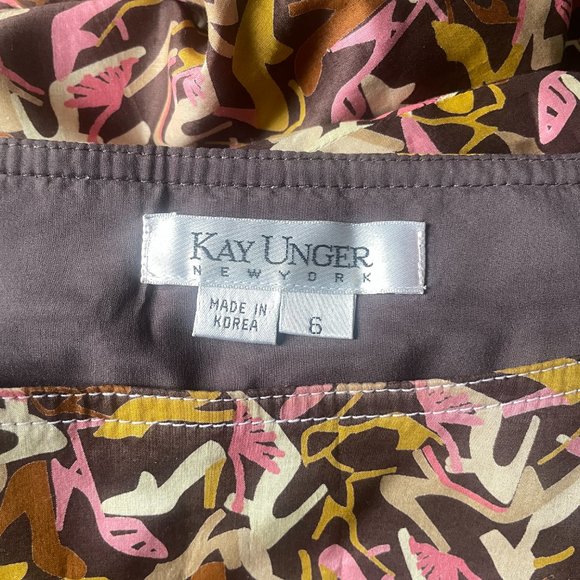 KAY UNGER
NEW YORK
MADE IN
KOREA
6